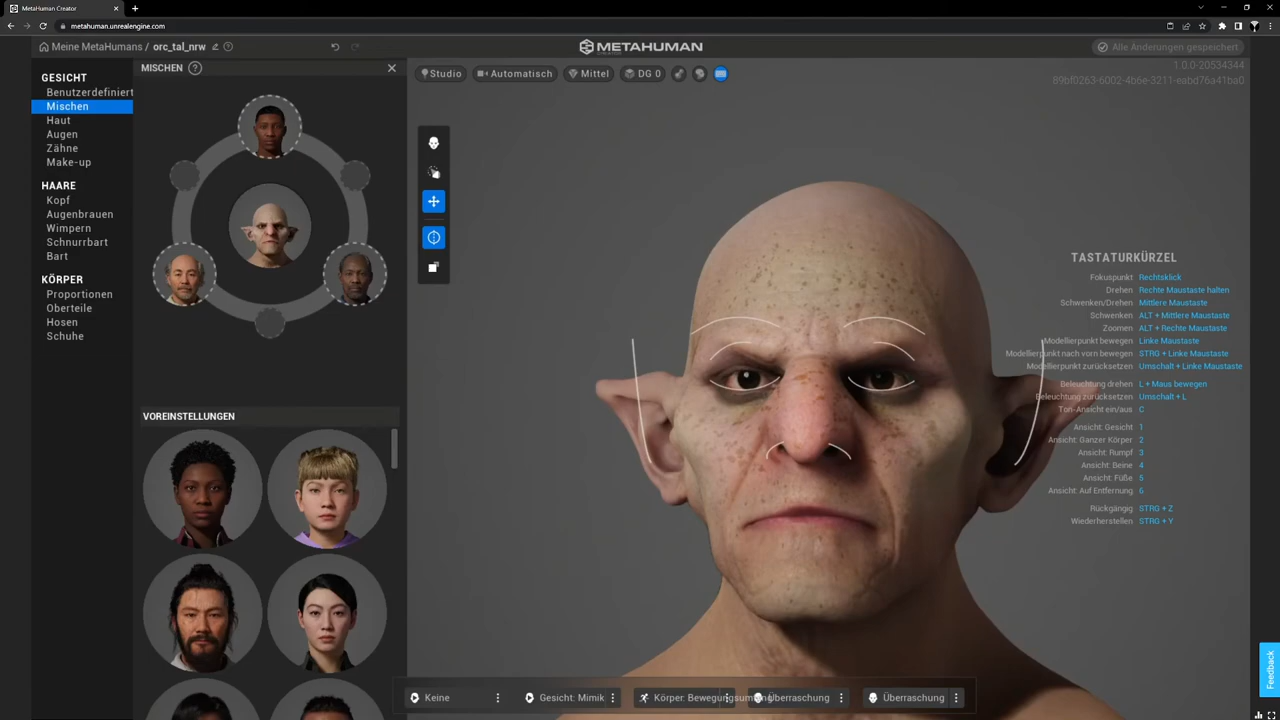 MetaHuman Creator
metahuman.unrealengine.com
Meine MetaHumans / orc_tal_nrw
METAHUMAN
Alle Änderungen gespeichert
1.0.0-20534344
89bf0263-6002-4b6e-3211-eabd76a41ba0
GESICHT
Benutzerdefiniert
Mischen
Haut
Augen
Zähne
Make-up
HAARE
Kopf
Augenbrauen
Wimpern
Schnurrbart
Bart
KÖRPER
Proportionen
Oberteile
Hosen
Schuhe
MISCHEN
VOREINSTELLUNGEN
Studio
Automatisch
Mittel
DG 0
TASTATURKÜRZEL
Fokuspunkt Rechtsklick
Drehen Rechte Maustaste halten
Schwenken/Drehen Mittlere Maustaste
Schwenken ALT + Mittlere Maustaste
Zoomen ALT + Rechte Maustaste
Modellierpunkt bewegen Linke Maustaste
Modellierpunkt nach vorn bewegen STRG + Linke Maustaste
Modellierpunkt zurücksetzen Umschalt + Linke Maustaste
Beleuchtung drehen L + Maus bewegen
Beleuchtung zurücksetzen Umschalt + L
Ton-Ansicht ein/aus C
Ansicht: Gesicht 1
Ansicht: Ganzer Körper 2
Ansicht: Rumpf 3
Ansicht: Beine 4
Ansicht: Füße 5
Ansicht: Auf Entfernung 6
Rückgängig STRG + Z
Wiederherstellen STRG + Y
Keine
Gesicht: Mimik
Körper: Bewegungsumfang
Überraschung
Überraschung
Feedback